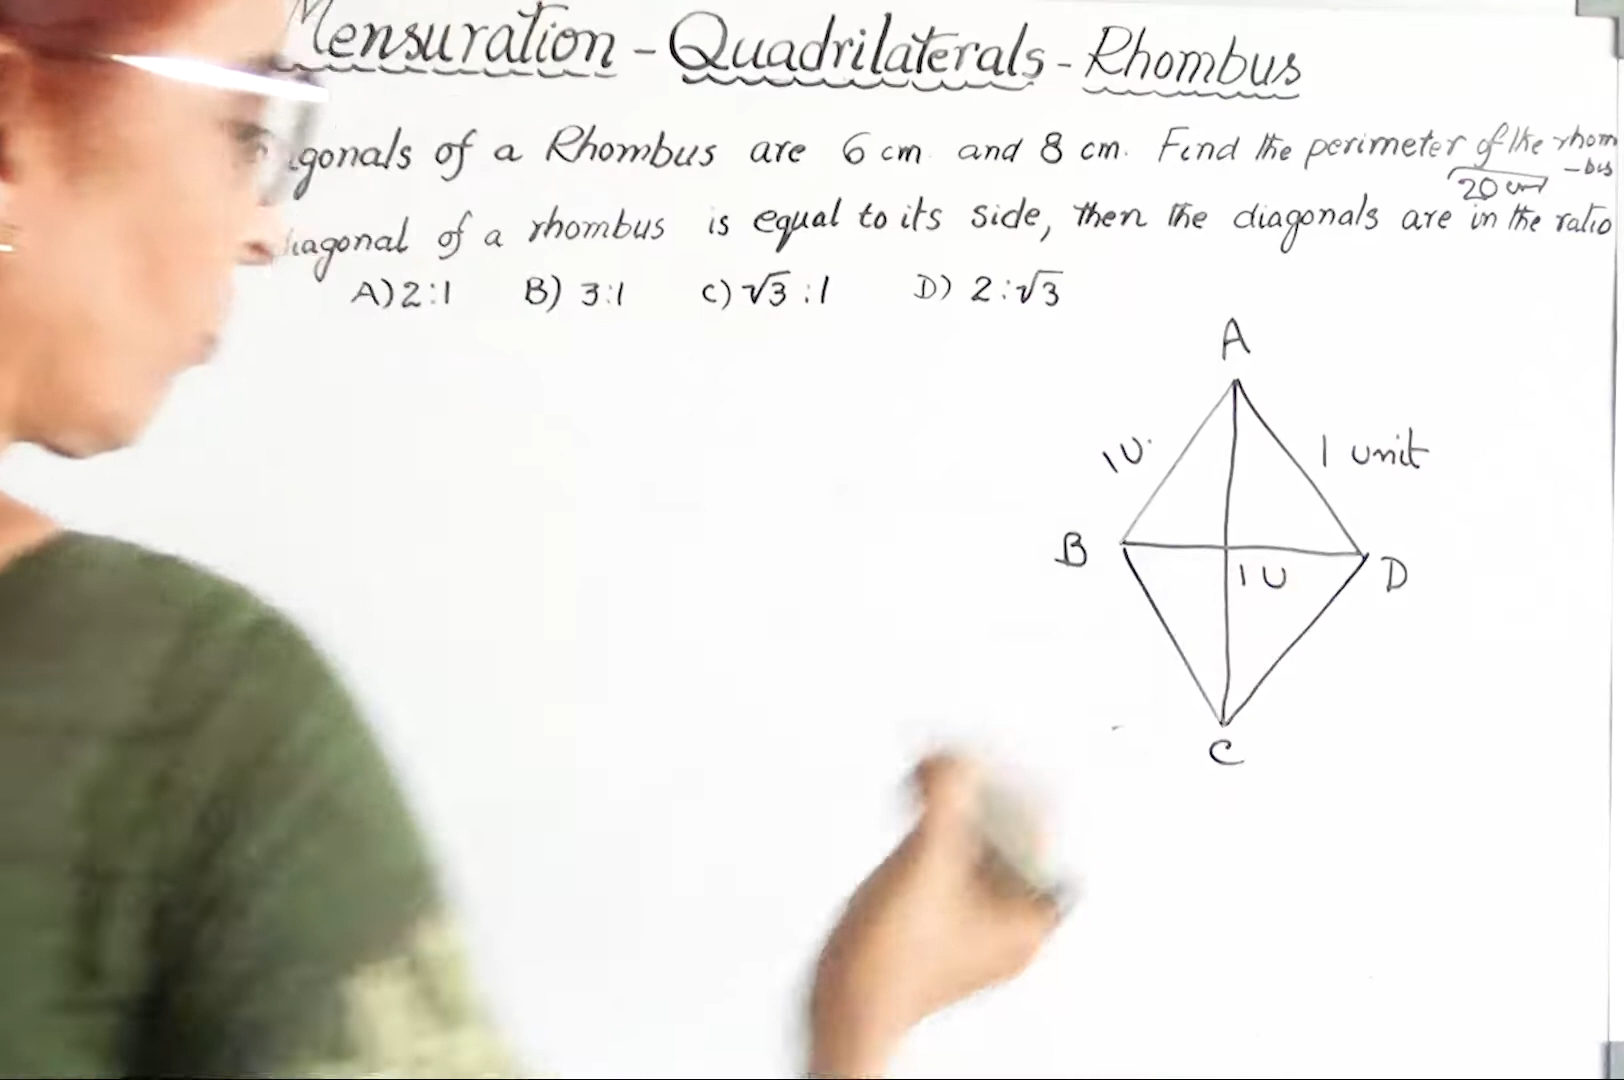 Mensuration - Quadrilaterals - Rhombus
of a Rhombus are 6 cm and 8 cm. Find the perimeter of the rhom
-bus
20 cm
of a rhombus is equal to its side, then the diagonals are in the ratio
A) 2:1 B) 3:1 C) √3 : 1 D) 2 : √3
A
1U 1 unit
B
1U D
C